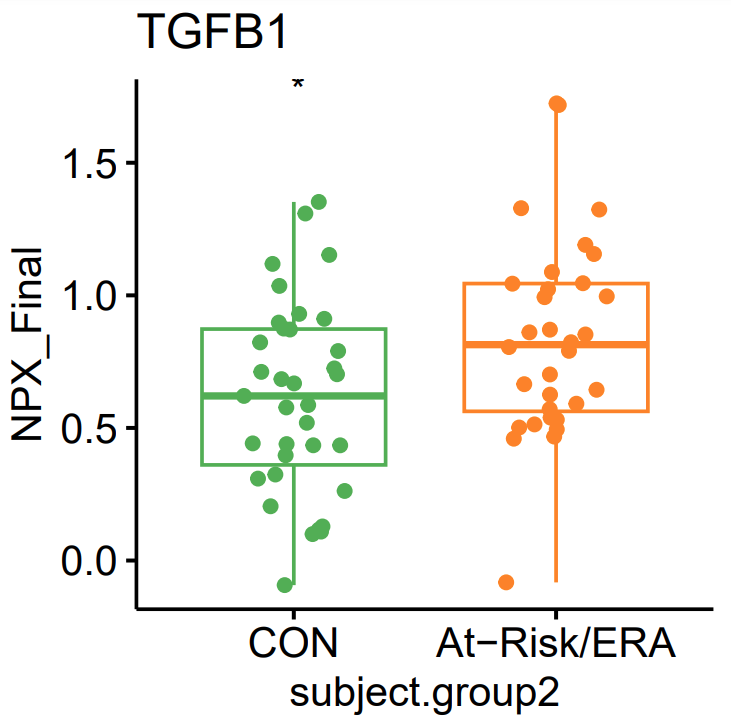 TGFB1
*
1.5
1.0
0.5
0.0
NPX_Final
CON At−Risk/ERA
subject.group2